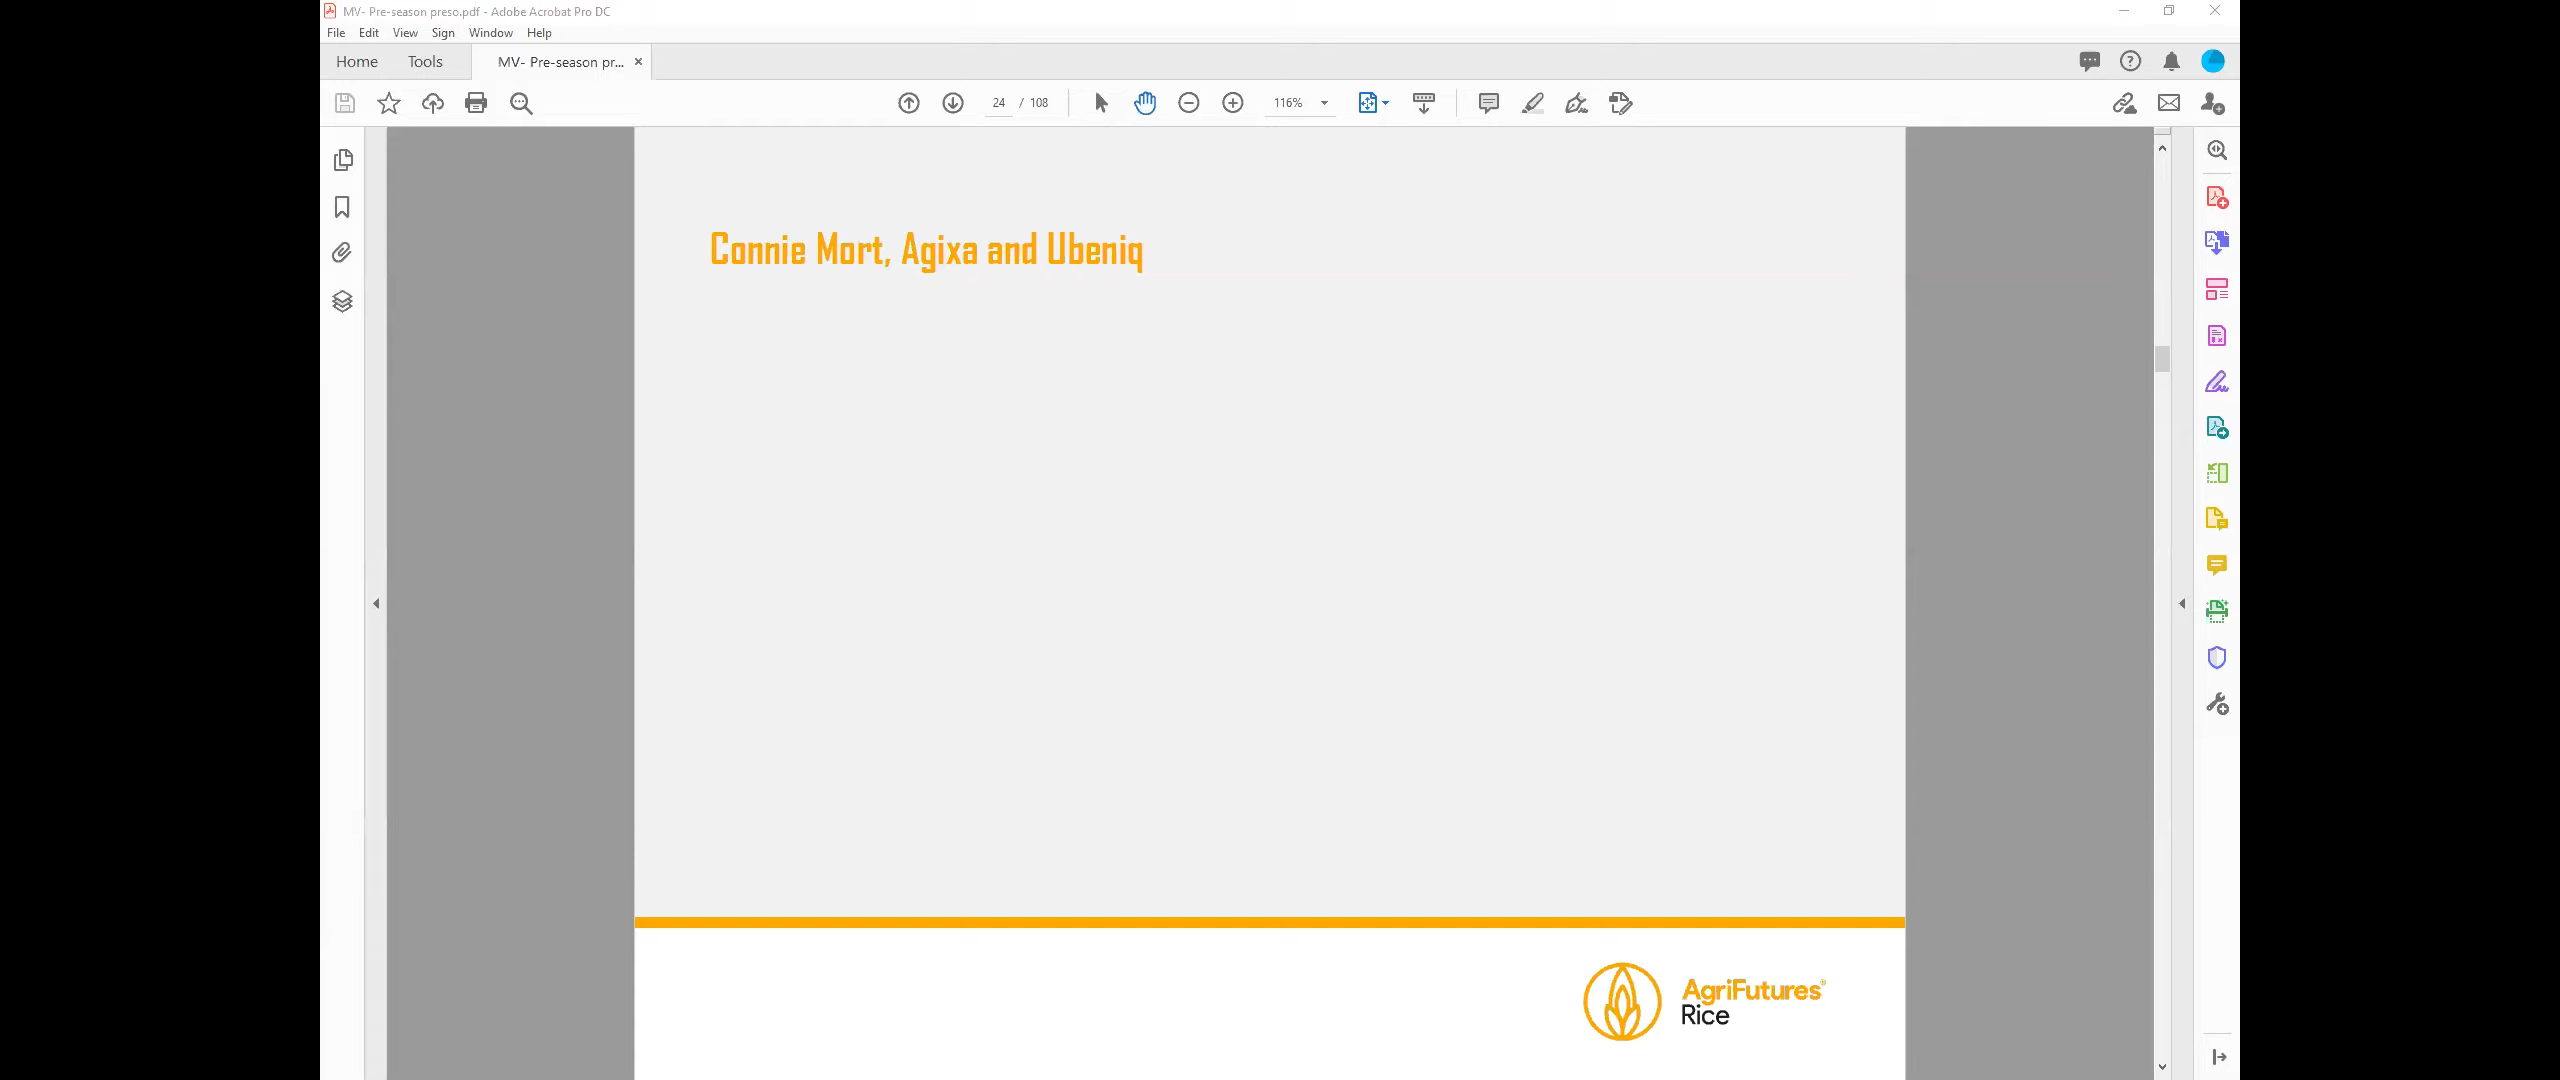 MV- Pre-season preso.pdf - Adobe Acrobat Pro DC
File Edit View Sign Window Help
Home Tools MV- Pre-season pr... ×
24 / 108 116%
Connie Mort, Agixa and Ubeniq
AgriFutures®
Rice